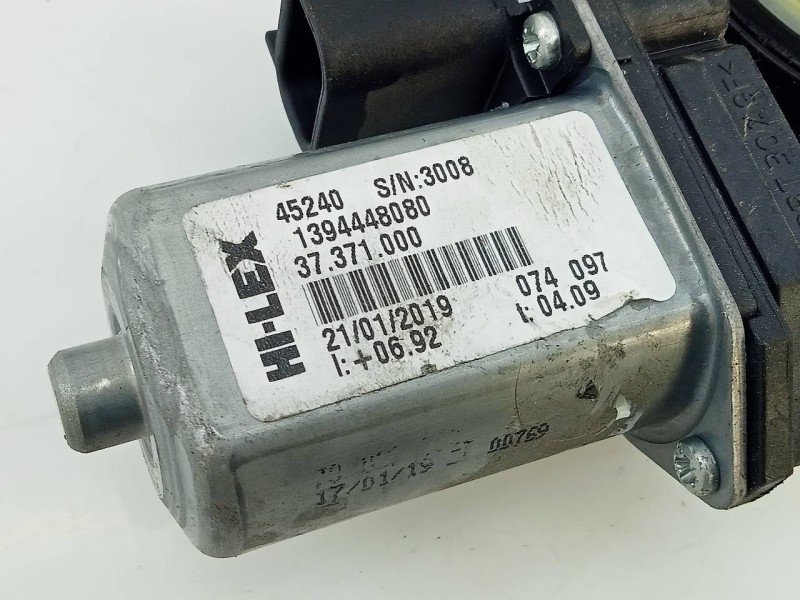 HI-LEX
45240 S/N:3008
1394448080
37.371.000
21/01/2019 074 097
I:+06.92 I:04.09
00769
17/01/19